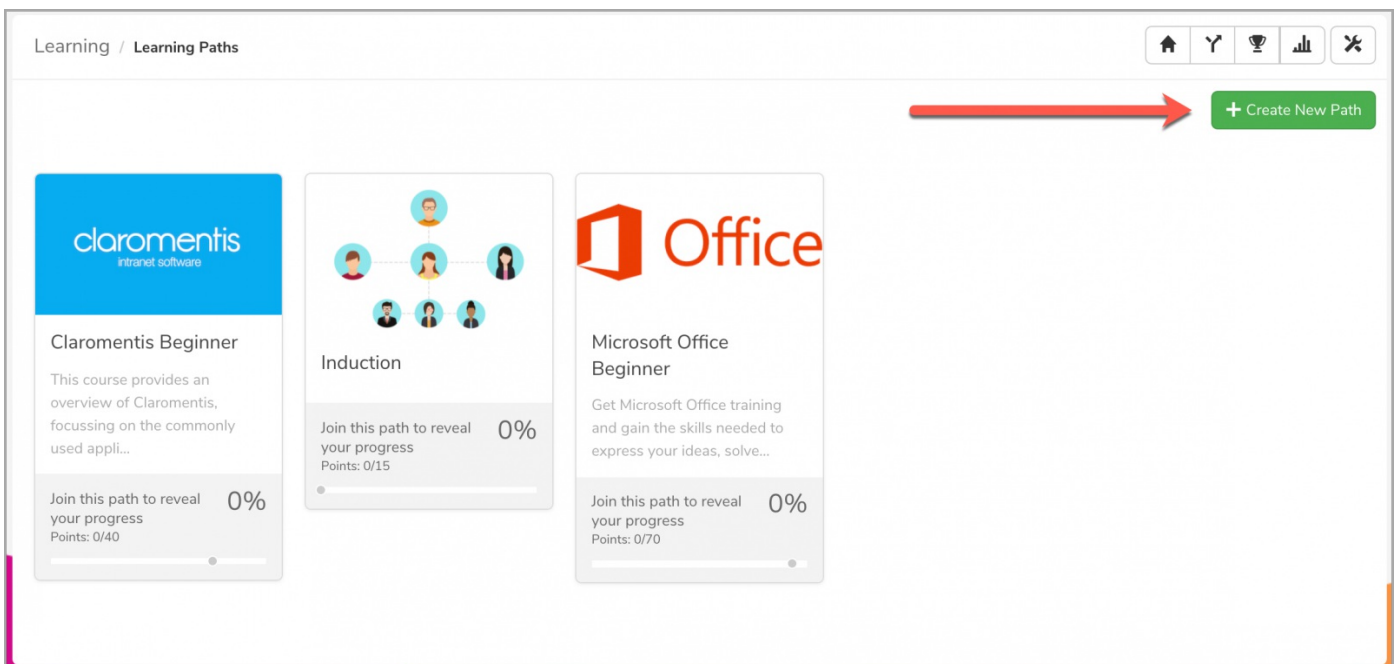 Learning / Learning Paths
Create New Path
claromentis
intranet software
Claromentis Beginner
This course provides an
overview of Claromentis,
focussing on the commonly
used appli...
Join this path to reveal
your progress
Points: 0/40
0%
Induction
Join this path to reveal
your progress
Points: 0/15
0%
Office
Microsoft Office
Beginner
Get Microsoft Office training
and gain the skills needed to
express your ideas, solve...
Join this path to reveal
your progress
Points: 0/70
0%